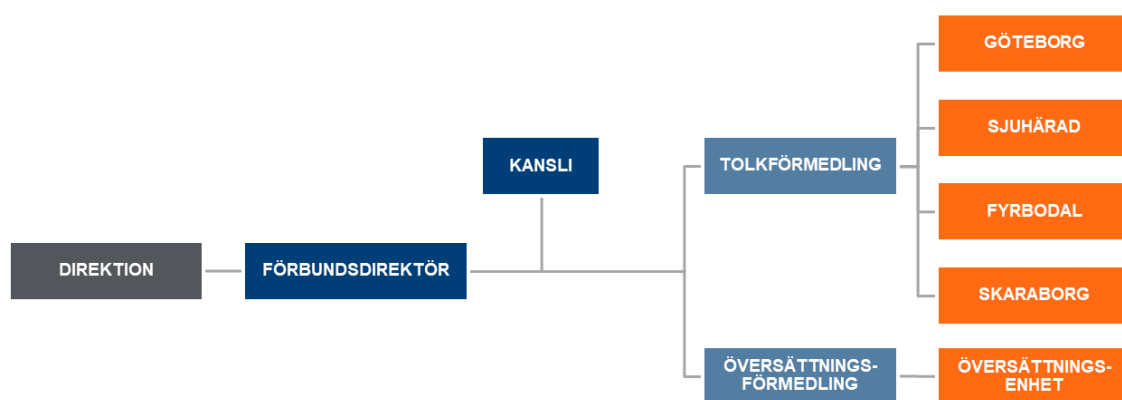 GÖTEBORG
SJUHÄRAD
KANSLI
TOLKFÖRMEDLING
FYRBODAL
DIREKTION
FÖRBUNDSDIREKTÖR
SKARABORG
ÖVERSÄTTNINGS-
FÖRMEDLING
ÖVERSÄTTNINGS-
ENHET